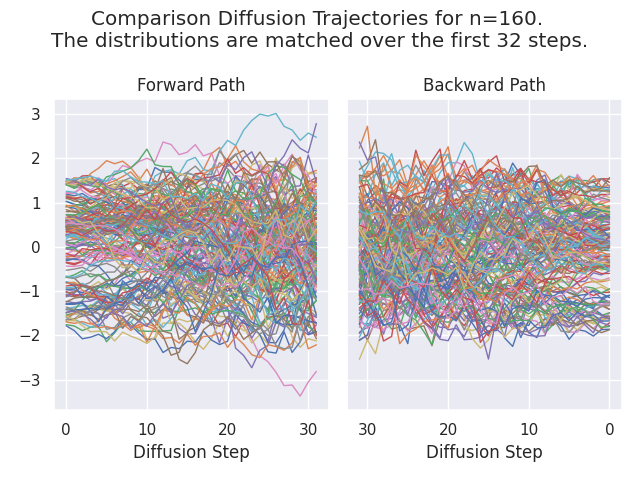 Comparison Diffusion Trajectories for n=160.
The distributions are matched over the first 32 steps.
Forward Path
Backward Path
3
2
1
0
−1
−2
−3
0 10 20 30
30 20 10 0
Diffusion Step
Diffusion Step